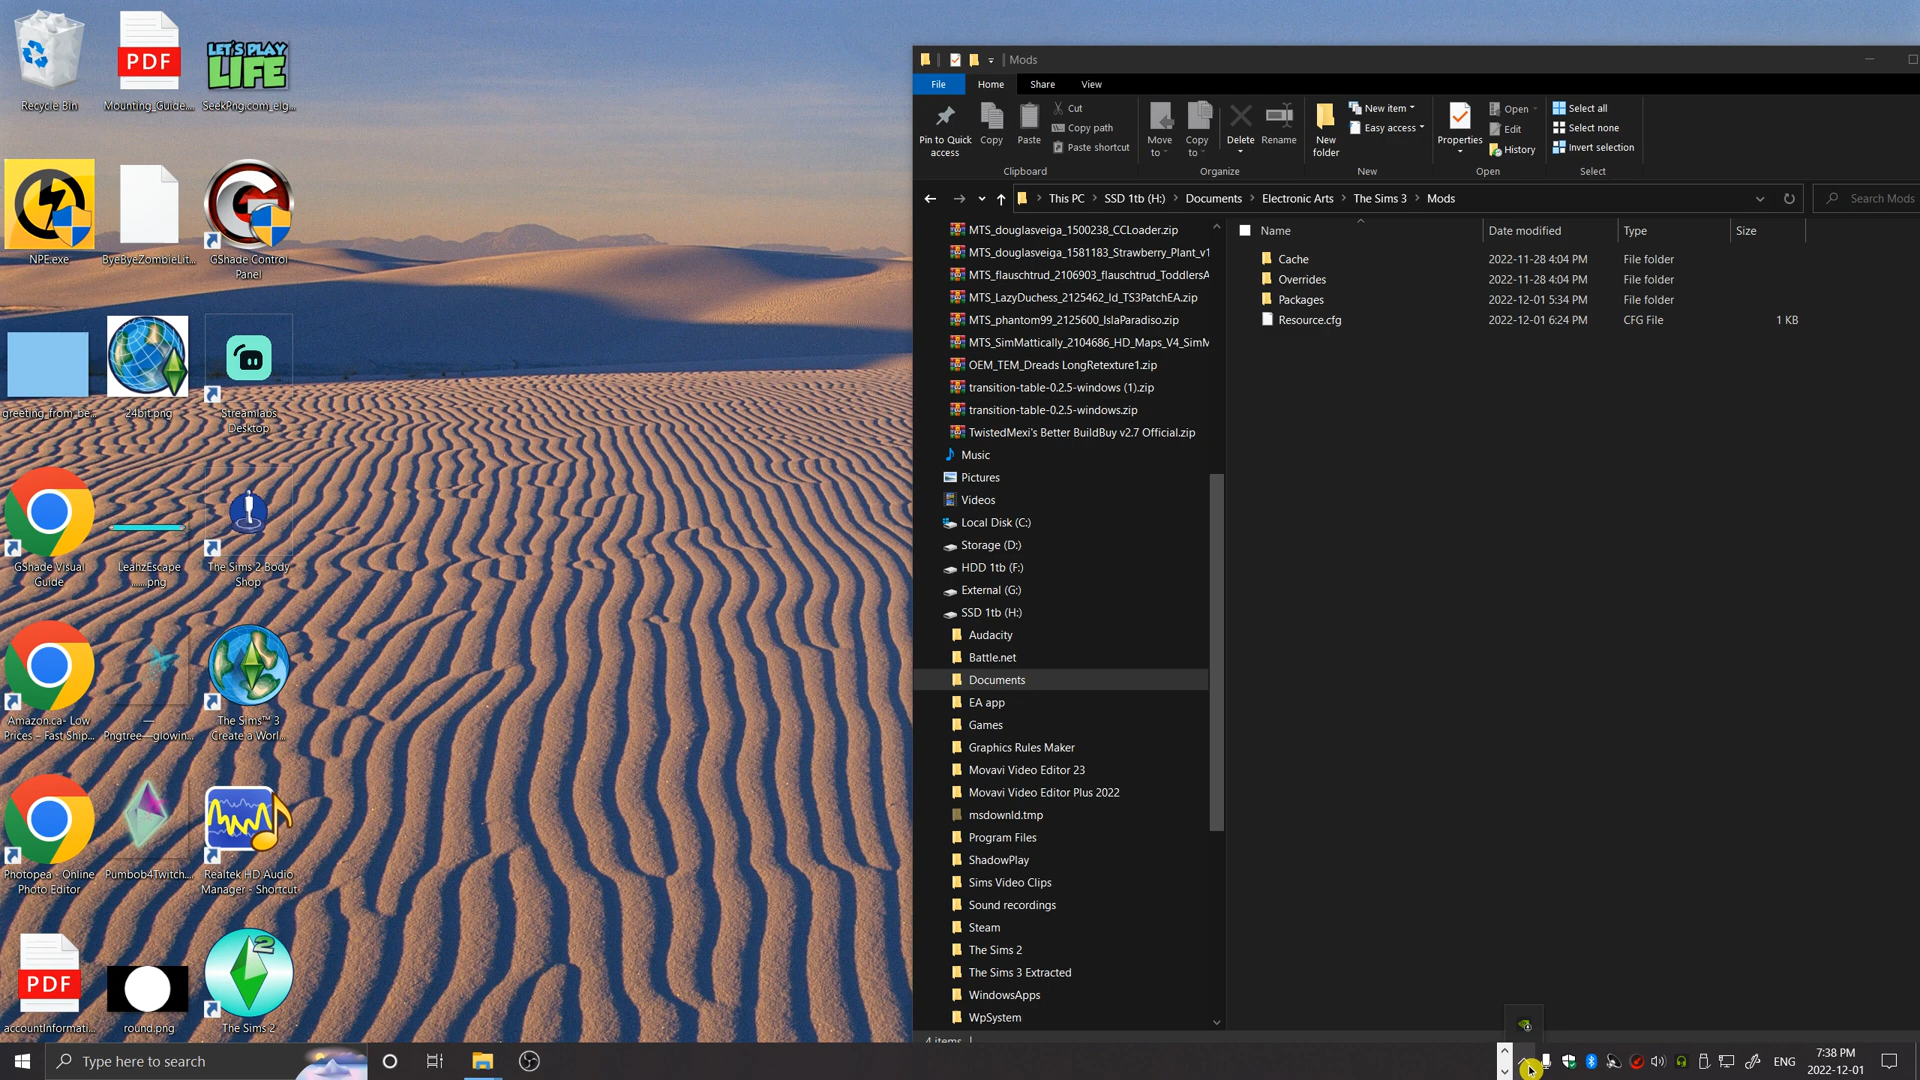 Recycle Bin
Mounting_Guide...
LET'S PLAY
LIFE
SeekPng.com_elg...
PDF
NPE.exe
ByeByeZombieLit...
GShade Control
Panel
greeting_from_be...
24bit.png
Streamlabs
Desktop
GShade Visual
Guide
LeahzEscape
......png
The Sims 2 Body
Shop
Amazon.ca- Low
Prices – Fast Ship...
—
Pngtree—glowin...
The Sims™ 3
Create a Worl...
Photopea - Online
Photo Editor
Pumbob4Twitch....
Realtek HD Audio
Manager - Shortcut
PDF
accountInformati...
round.png
2
The Sims 2
Mods
File
Home
Share
View
Pin to Quick
access
Copy
Paste
Cut
Copy path
Paste shortcut
Clipboard
Move
to
Copy
to
Delete
Rename
Organize
New
folder
New item
Easy access
New
Properties
Open
Edit
History
Open
Select all
Select none
Invert selection
Select
This PC
SSD 1tb (H:)
Documents
Electronic Arts
The Sims 3
Mods
Search Mods
MTS_douglasveiga_1500238_CCLoader.zip
MTS_douglasveiga_1581183_Strawberry_Plant_v1
MTS_flauschtrud_2106903_flauschtrud_ToddlersA
MTS_LazyDuchess_2125462_ld_TS3PatchEA.zip
MTS_phantom99_2125600_IslaParadiso.zip
MTS_SimMattically_2104686_HD_Maps_V4_SimM
OEM_TEM_Dreads LongRetexture1.zip
transition-table-0.2.5-windows (1).zip
transition-table-0.2.5-windows.zip
TwistedMexi's Better BuildBuy v2.7 Official.zip
Music
Pictures
Videos
Local Disk (C:)
Storage (D:)
HDD 1tb (F:)
External (G:)
SSD 1tb (H:)
Audacity
Battle.net
Documents
EA app
Games
Graphics Rules Maker
Movavi Video Editor 23
Movavi Video Editor Plus 2022
msdownld.tmp
Program Files
ShadowPlay
Sims Video Clips
Sound recordings
Steam
The Sims 2
The Sims 3 Extracted
WindowsApps
WpSystem
Name
Date modified
Type
Size
Cache
2022-11-28 4:04 PM
File folder
Overrides
2022-11-28 4:04 PM
File folder
Packages
2022-12-01 5:34 PM
File folder
Resource.cfg
2022-12-01 6:24 PM
CFG File
1 KB
4 items
Type here to search
ENG
7:38 PM
2022-12-01